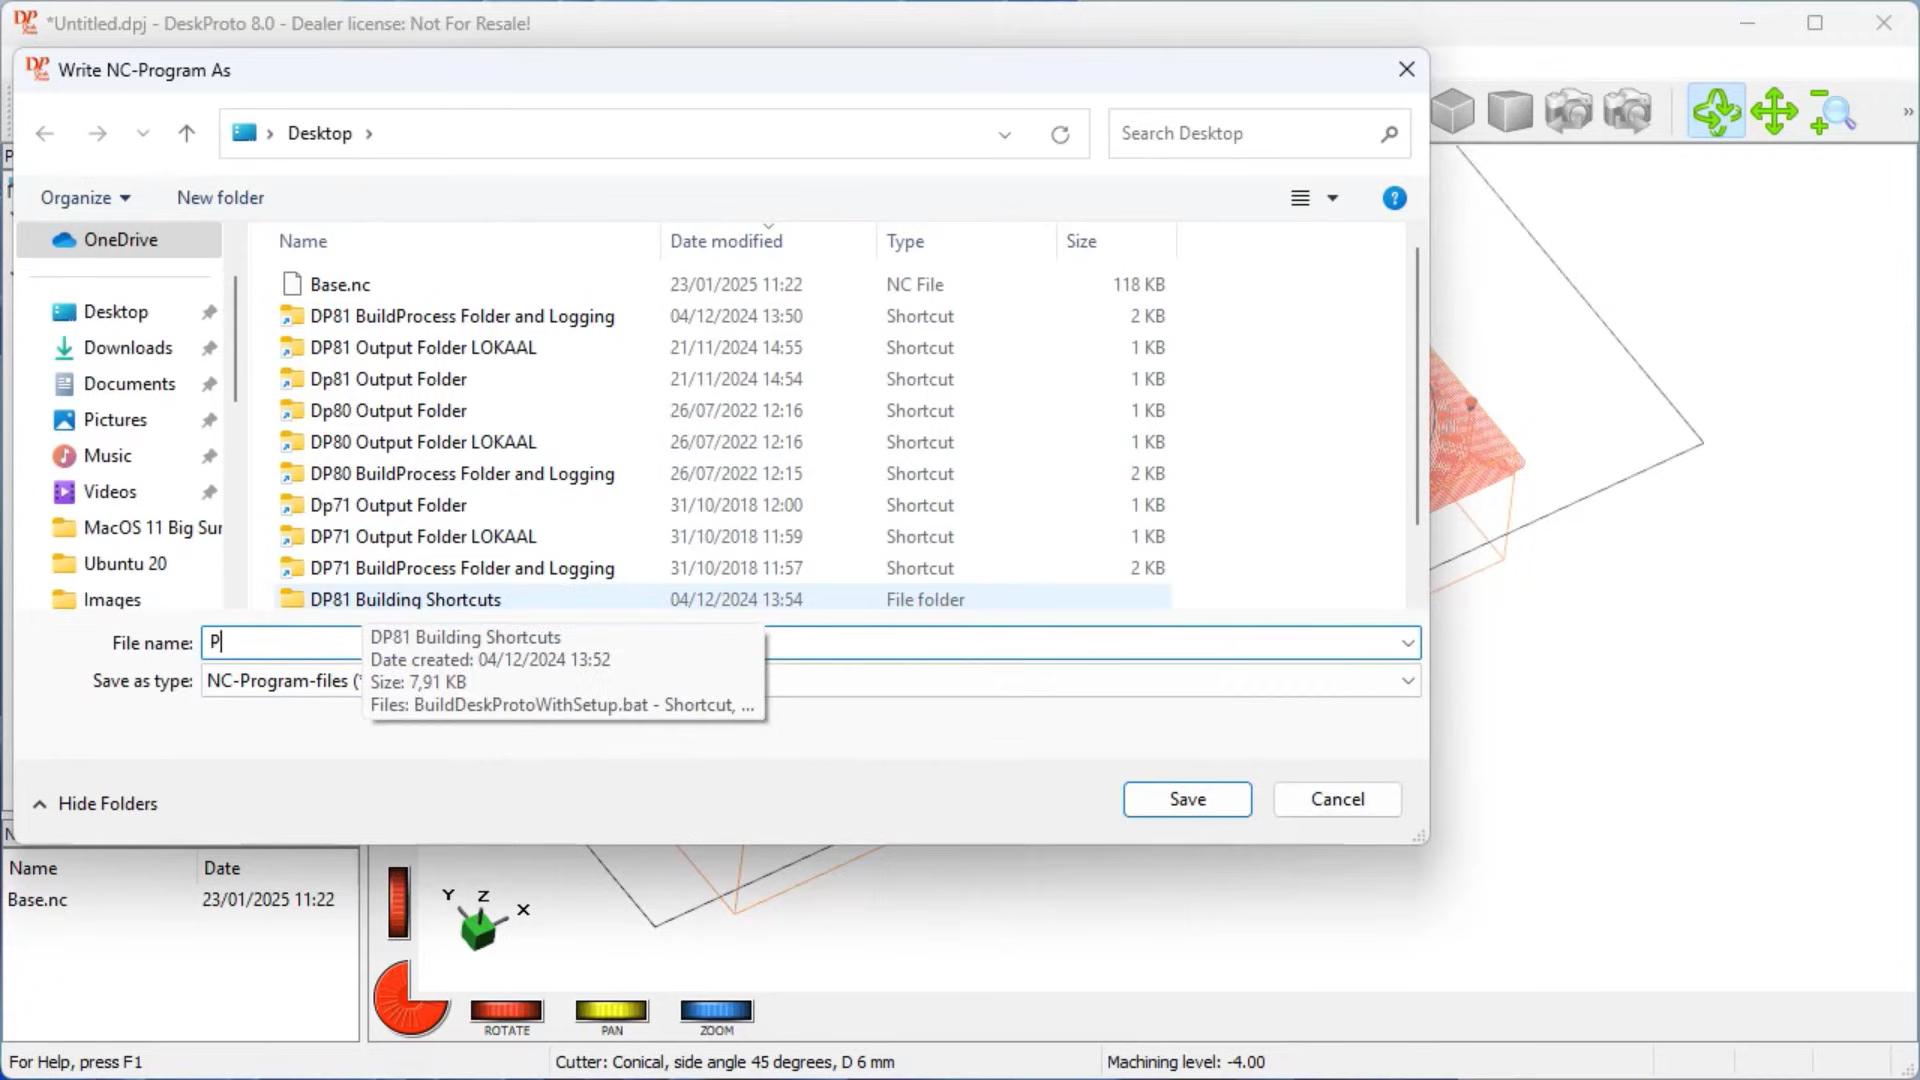 *Untitled.dpj - DeskProto 8.0 - Dealer license: Not For Resale!
Write NC-Program As
Desktop
Search Desktop
Organize
New folder
OneDrive
Desktop
Downloads
Documents
Pictures
Music
Videos
MacOS 11 Big Sur
Ubuntu 20
Images
Name Date modified Type Size
Base.nc 23/01/2025 11:22 NC File 118 KB
DP81 BuildProcess Folder and Logging 04/12/2024 13:50 Shortcut 2 KB
DP81 Output Folder LOKAAL 21/11/2024 14:55 Shortcut 1 KB
Dp81 Output Folder 21/11/2024 14:54 Shortcut 1 KB
Dp80 Output Folder 26/07/2022 12:16 Shortcut 1 KB
DP80 Output Folder LOKAAL 26/07/2022 12:16 Shortcut 1 KB
DP80 BuildProcess Folder and Logging 26/07/2022 12:15 Shortcut 2 KB
Dp71 Output Folder 31/10/2018 12:00 Shortcut 1 KB
DP71 Output Folder LOKAAL 31/10/2018 11:59 Shortcut 1 KB
DP71 BuildProcess Folder and Logging 31/10/2018 11:57 Shortcut 2 KB
DP81 Building Shortcuts 04/12/2024 13:54 File folder
File name: P
Save as type: NC-Program-files (
DP81 Building Shortcuts
Date created: 04/12/2024 13:52
Size: 7,91 KB
Files: BuildDeskProtoWithSetup.bat - Shortcut, ...
Hide Folders
Save
Cancel
Name Date
Base.nc 23/01/2025 11:22
Y Z X
ROTATE PAN ZOOM
For Help, press F1
Cutter: Conical, side angle 45 degrees, D 6 mm
Machining level: -4.00